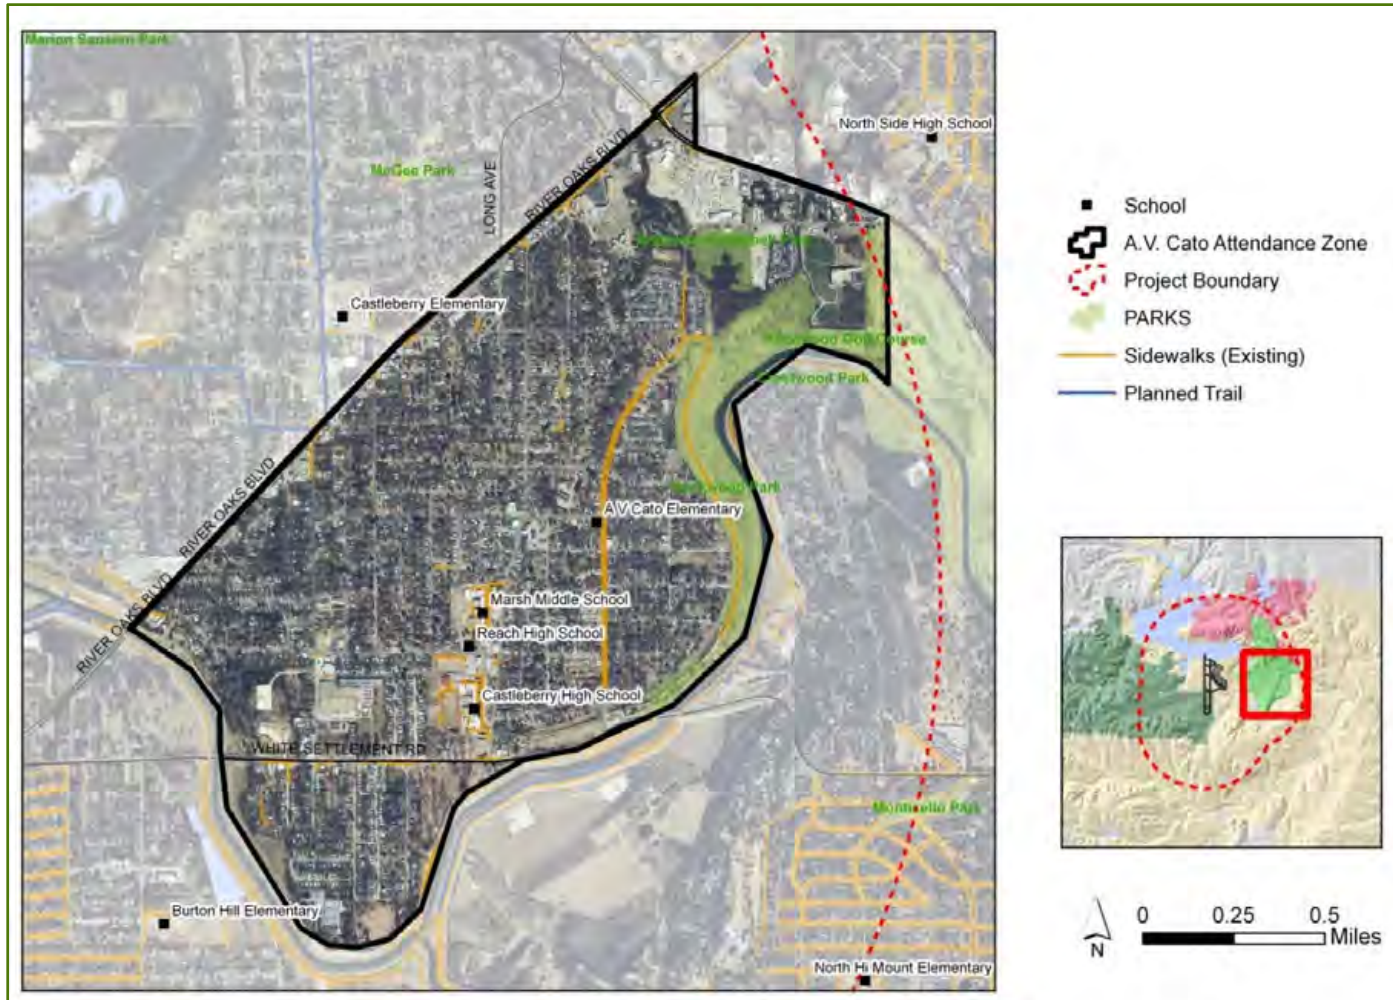 Marion Sansom Park
North Side High School
McGee Park
LONG AVE
RIVER OAKS BLVD
Castleberry Elementary
Park
Course
Park
RIVER OAKS BLVD
Park
A V Cato Elementary
RIVER OAKS BLVD
Marsh Middle School
Reach High School
Castleberry High School
WHITE SETTLEMENT RD
Monticello Park
Burton Hill Elementary
North Hi Mount Elementary
School
A.V. Cato Attendance Zone
Project Boundary
PARKS
Sidewalks (Existing)
Planned Trail
N
0 0.25 0.5
Miles